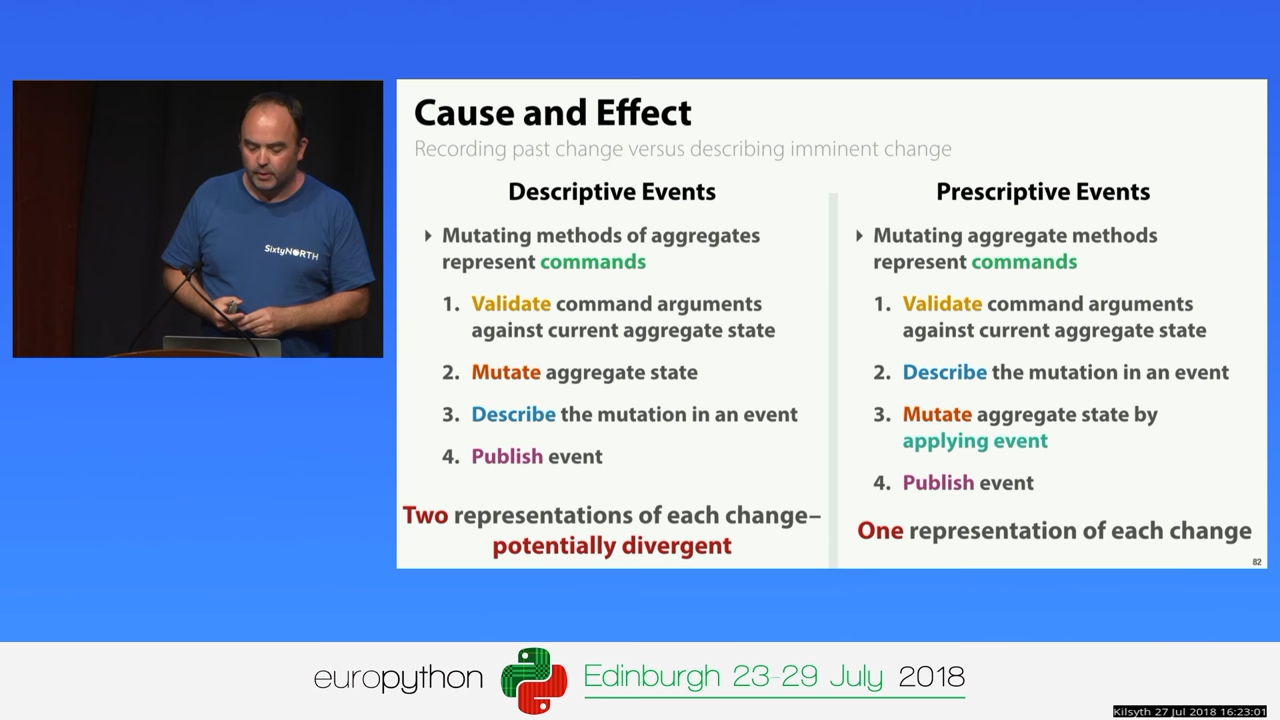 SixtyNORTH
Cause and Effect
Recording past change versus describing imminent change
Descriptive Events
Mutating methods of aggregates
represent commands
1. Validate command arguments
against current aggregate state
2. Mutate aggregate state
3. Describe the mutation in an event
4. Publish event
Two representations of each change–
potentially divergent
Prescriptive Events
Mutating aggregate methods
represent commands
1. Validate command arguments
against current aggregate state
2. Describe the mutation in an event
3. Mutate aggregate state by
applying event
4. Publish event
One representation of each change
82
europython
Edinburgh 23-29 July 2018
Kilsyth 27 Jul 2018 16:23:01